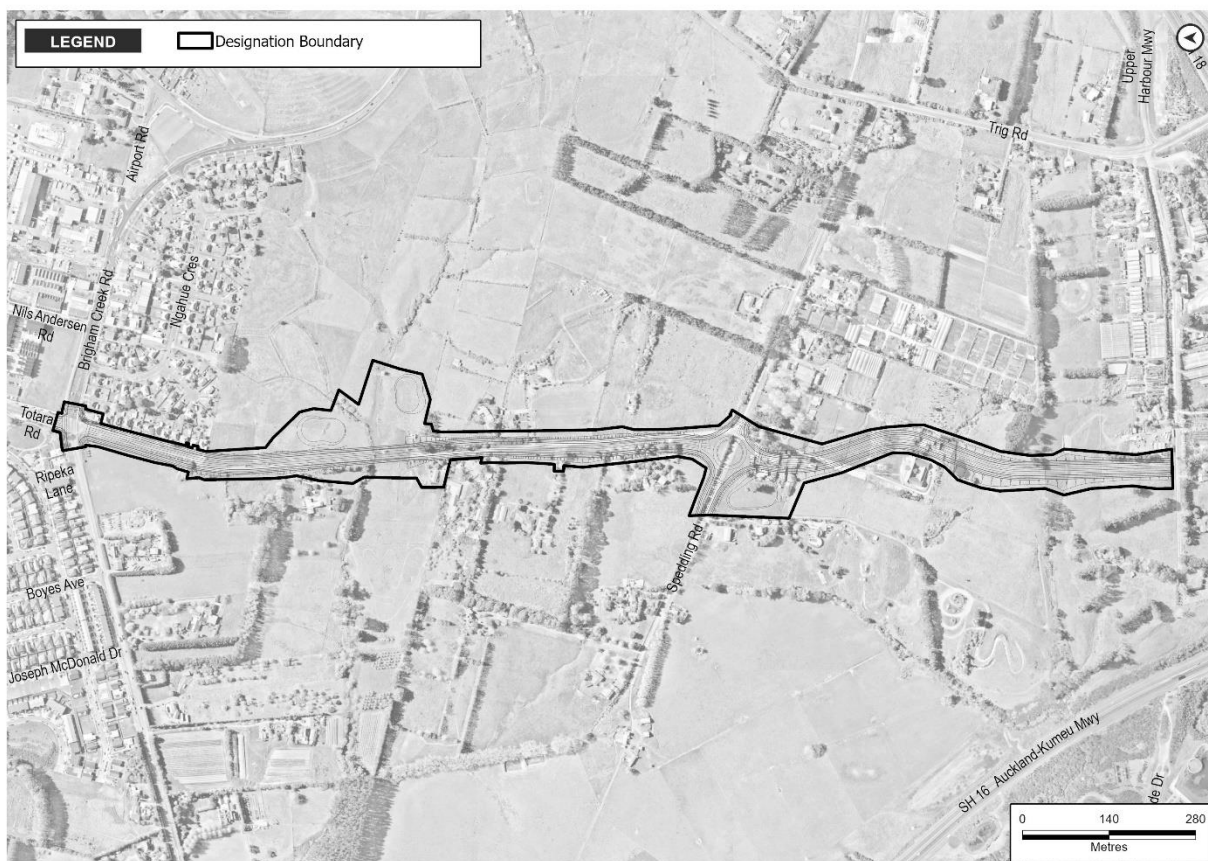 LEGEND
Designation Boundary
Upper
Harbour Mwy
18
Airport Rd
Trig Rd
Ngahue Cres
Brigham Creek Rd
Nils Andersen
Rd
Totara
Rd
Ripeka
Lane
Spedding Rd
Boyes Ave
Joseph McDonald Dr
SH 16 Auckland-Kumeu Mwy
de Dr
0 140 280
Metres